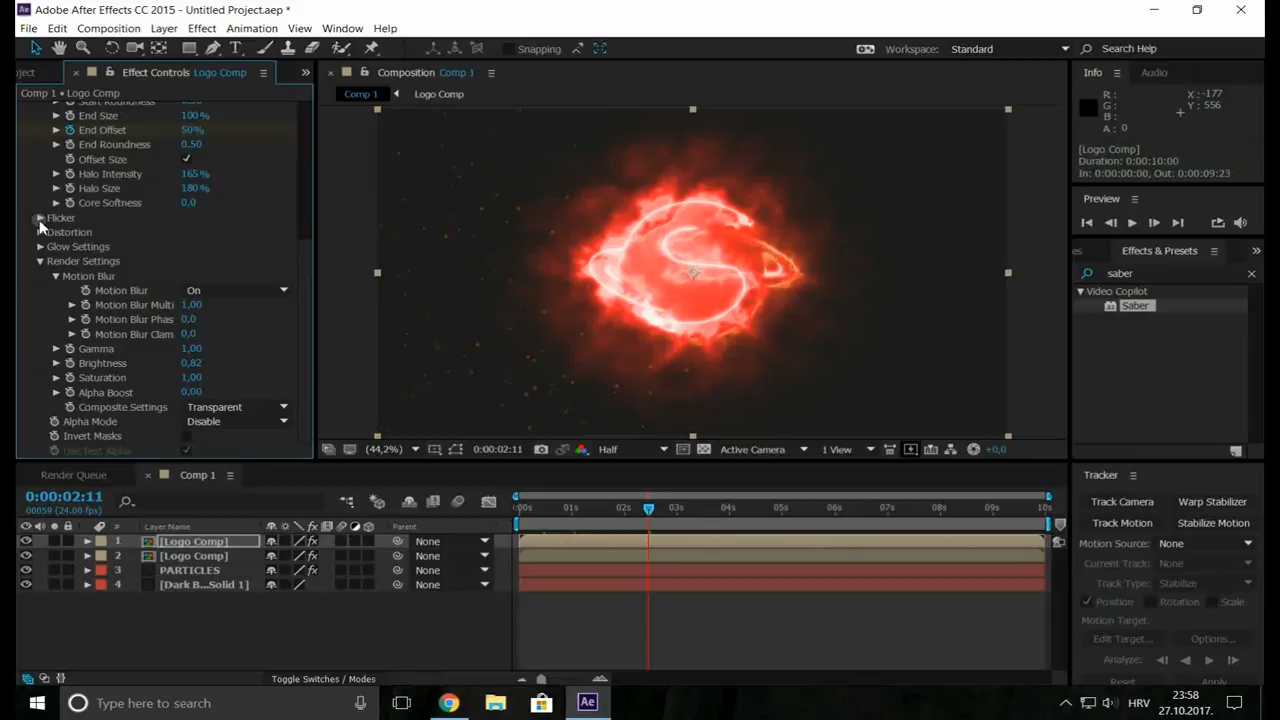 Adobe After Effects CC 2015 - Untitled Project.aep *
File Edit Composition Layer Effect Animation View Window Help
Snapping
Workspace: Standard
Search Help
ject
Effect Controls Logo Comp
Comp 1 • Logo Comp
Start Roundness 0.50
End Size 100 %
End Offset 50 %
End Roundness 0.50
Offset Size
Halo Intensity 165 %
Halo Size 180 %
Core Softness 0,0
Flicker
Distortion
Glow Settings
Render Settings
Motion Blur
Motion Blur On
Motion Blur Multi 1,00
Motion Blur Phas 0,0
Motion Blur Clam 0,0
Gamma 1,00
Brightness 0,82
Saturation 1,00
Alpha Boost 0,00
Composite Settings Transparent
Alpha Mode Disable
Invert Masks
Use Text Alpha
Composition Comp 1
Comp 1 Logo Comp
(44,2%) 0:00:02:11 Half Active Camera 1 View +0,0
Info Audio
R : X : -177
G : Y : 556
B :
A : 0
[Logo Comp]
Duration: 0:00:10:00
In: 0:00:00:00, Out: 0:00:09:23
Preview
es Effects & Presets
saber
Video Copilot
Saber
Render Queue Comp 1
0:00:02:11
00059 (24.00 fps)
:00s 01s 02s 03s 04s 05s 06s 07s 08s 09s 10s
# Layer Name Parent
1 [Logo Comp] None
2 [Logo Comp] None
3 PARTICLES None
4 [Dark B...Solid 1] None
Toggle Switches / Modes
Tracker
Track Camera Warp Stabilizer
Track Motion Stabilize Motion
Motion Source: None
Current Track: None
Track Type: Stabilize
Position Rotation Scale
Motion Target:
Edit Target... Options...
Analyze:
Reset Apply
Type here to search
HRV
23:58
27.10.2017.